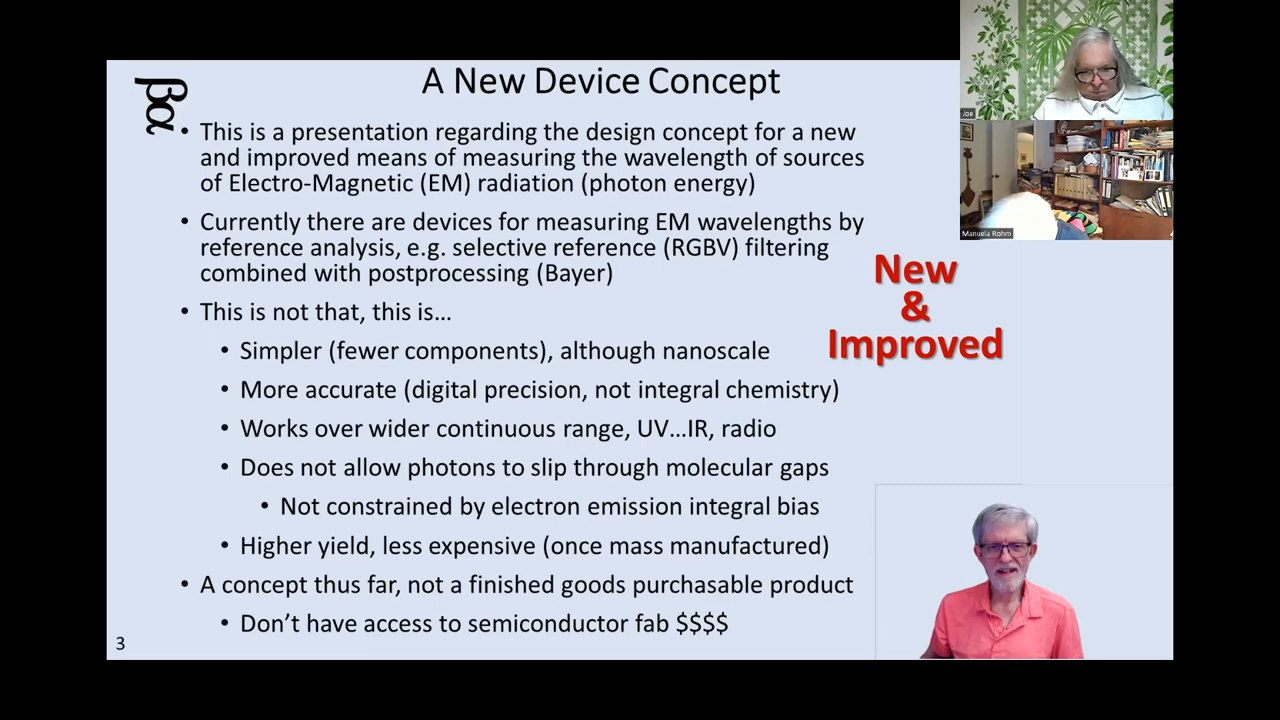 A New Device Concept
βα
• This is a presentation regarding the design concept for a new
and improved means of measuring the wavelength of sources
of Electro-Magnetic (EM) radiation (photon energy)
• Currently there are devices for measuring EM wavelengths by
reference analysis, e.g. selective reference (RGBV) filtering
combined with postprocessing (Bayer)
• This is not that, this is…
• Simpler (fewer components), although nanoscale
• More accurate (digital precision, not integral chemistry)
• Works over wider continuous range, UV…IR, radio
• Does not allow photons to slip through molecular gaps
• Not constrained by electron emission integral bias
• Higher yield, less expensive (once mass manufactured)
• A concept thus far, not a finished goods purchasable product
• Don't have access to semiconductor fab $$$$
3
New
&
Improved
Joe
Manuela Rohm